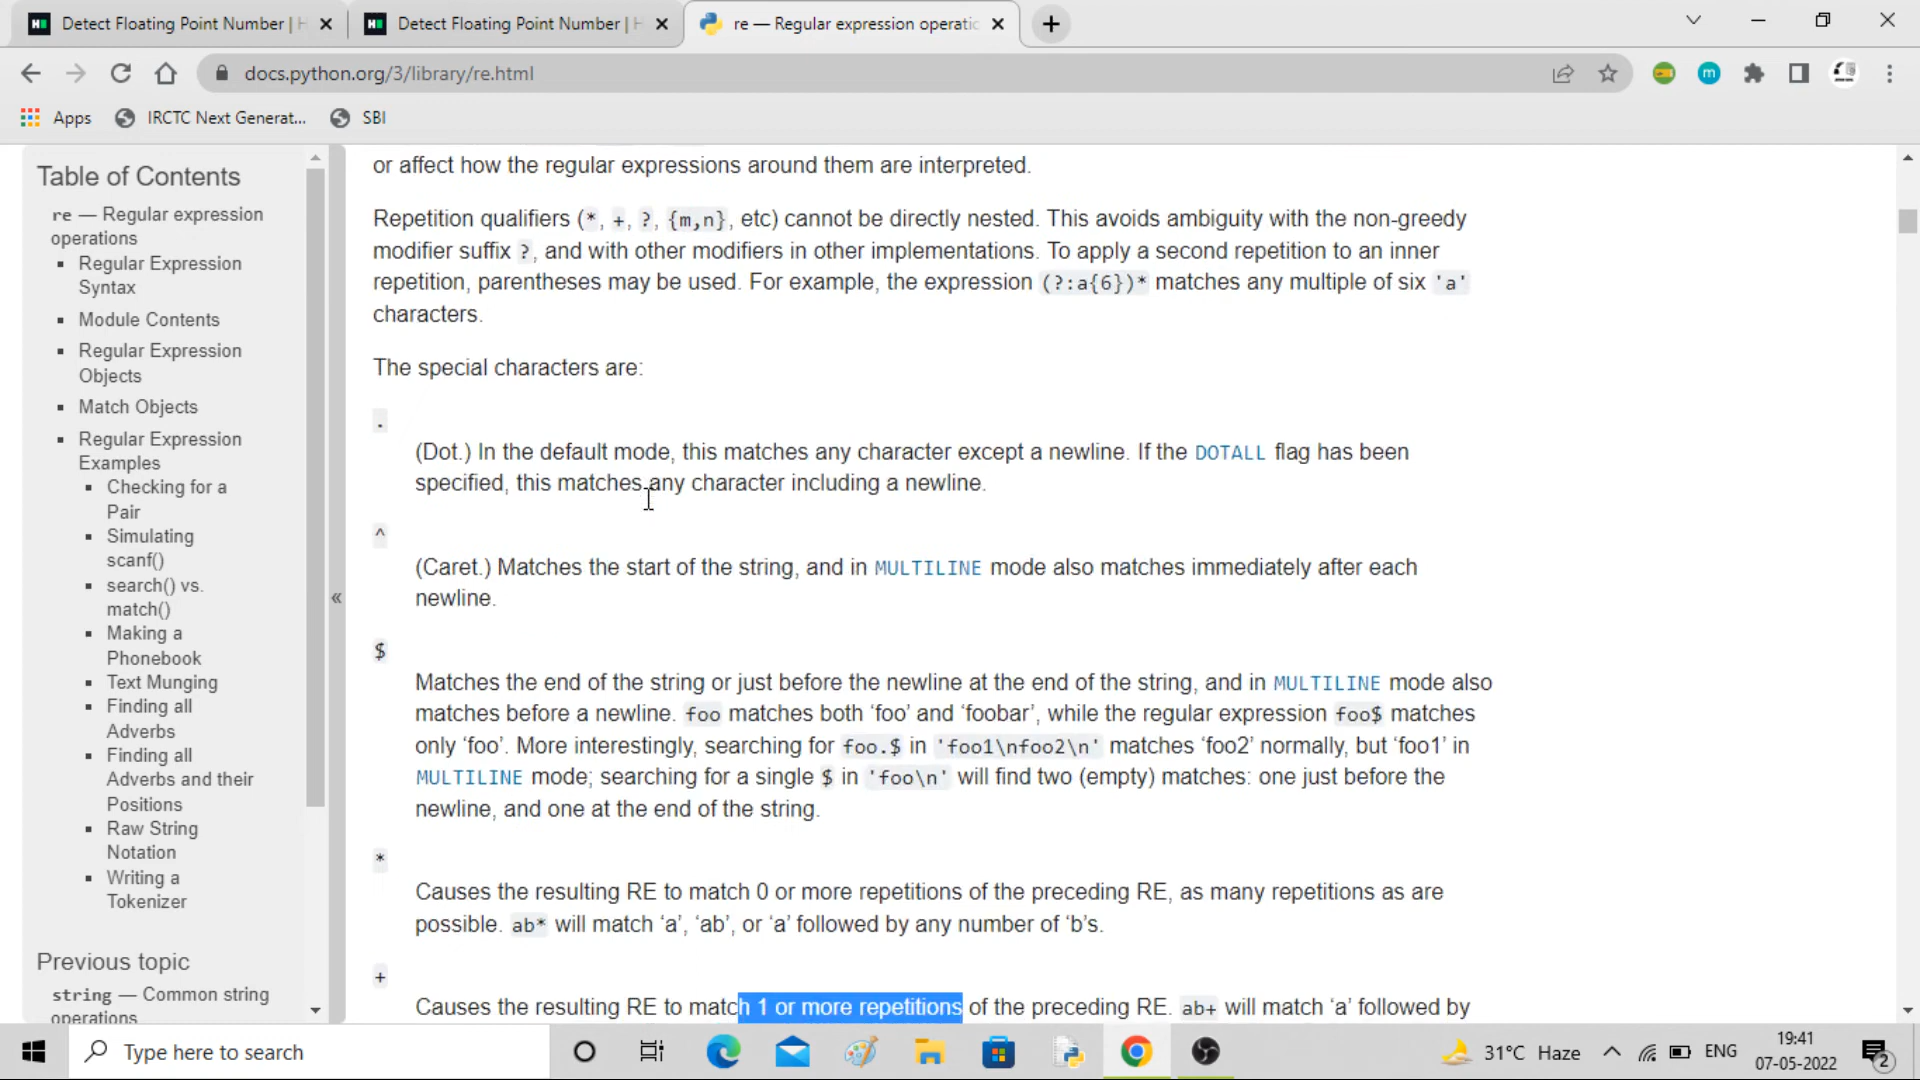 Detect Floating Point Number | H
Detect Floating Point Number | H
re — Regular expression operatic
docs.python.org/3/library/re.html
m
Apps
IRCTC Next Generat...
SBI
Table of Contents
re — Regular expression
operations
Regular Expression
Syntax
Module Contents
Regular Expression
Objects
Match Objects
Regular Expression
Examples
Checking for a
Pair
Simulating
scanf()
search() vs.
match()
Making a
Phonebook
Text Munging
Finding all
Adverbs
Finding all
Adverbs and their
Positions
Raw String
Notation
Writing a
Tokenizer
Previous topic
string — Common string
operations
«
or affect how the regular expressions around them are interpreted.
Repetition qualifiers (*, +, ?, {m,n}, etc) cannot be directly nested. This avoids ambiguity with the non-greedy
modifier suffix ?, and with other modifiers in other implementations. To apply a second repetition to an inner
repetition, parentheses may be used. For example, the expression (?:a{6})* matches any multiple of six 'a'
characters.
The special characters are:
.
(Dot.) In the default mode, this matches any character except a newline. If the DOTALL flag has been
specified, this matches any character including a newline.
^
(Caret.) Matches the start of the string, and in MULTILINE mode also matches immediately after each
newline.
$
Matches the end of the string or just before the newline at the end of the string, and in MULTILINE mode also
matches before a newline. foo matches both ‘foo’ and ‘foobar’, while the regular expression foo$ matches
only ‘foo’. More interestingly, searching for foo.$ in 'foo1\nfoo2\n' matches ‘foo2’ normally, but ‘foo1’ in
MULTILINE mode; searching for a single $ in 'foo\n' will find two (empty) matches: one just before the
newline, and one at the end of the string.
*
Causes the resulting RE to match 0 or more repetitions of the preceding RE, as many repetitions as are
possible. ab* will match ‘a’, ‘ab’, or ‘a’ followed by any number of ‘b’s.
+
Causes the resulting RE to match 1 or more repetitions of the preceding RE. ab+ will match ‘a’ followed by
Type here to search
31°C Haze
ENG
19:41
07-05-2022
2